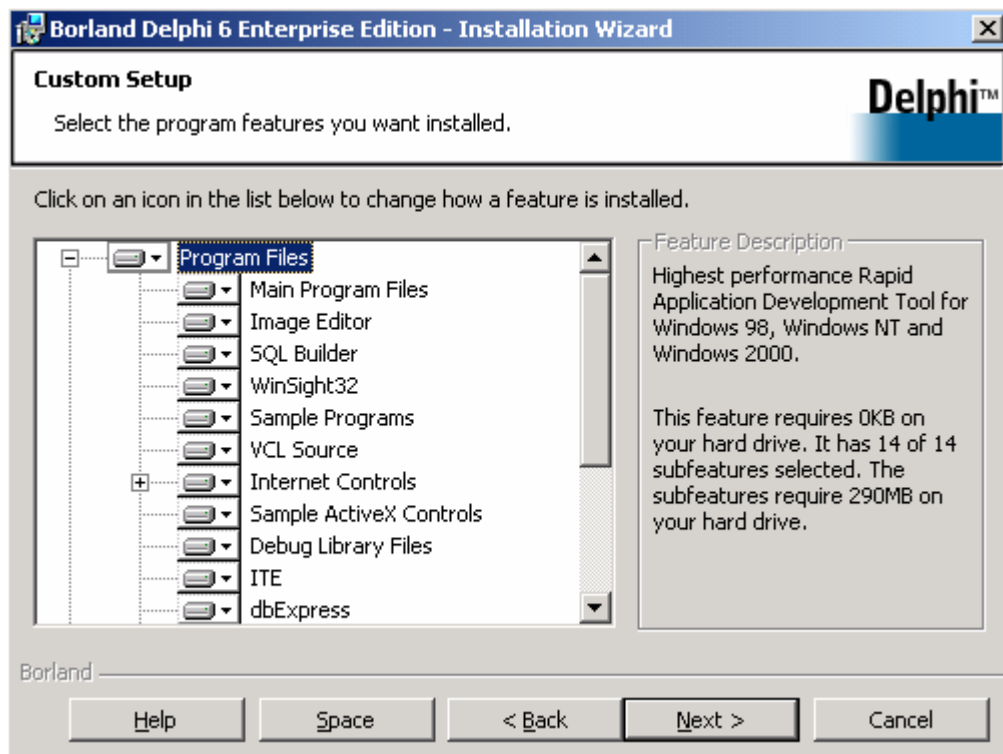 Borland Delphi 6 Enterprise Edition - Installation Wizard
Custom Setup
Select the program features you want installed.
Delphi™
Click on an icon in the list below to change how a feature is installed.
Program Files
Main Program Files
Image Editor
SQL Builder
WinSight32
Sample Programs
VCL Source
Internet Controls
Sample ActiveX Controls
Debug Library Files
ITE
dbExpress
Feature Description
Highest performance Rapid
Application Development Tool for
Windows 98, Windows NT and
Windows 2000.
This feature requires 0KB on
your hard drive. It has 14 of 14
subfeatures selected. The
subfeatures require 290MB on
your hard drive.
Borland
Help
Space
< Back
Next >
Cancel